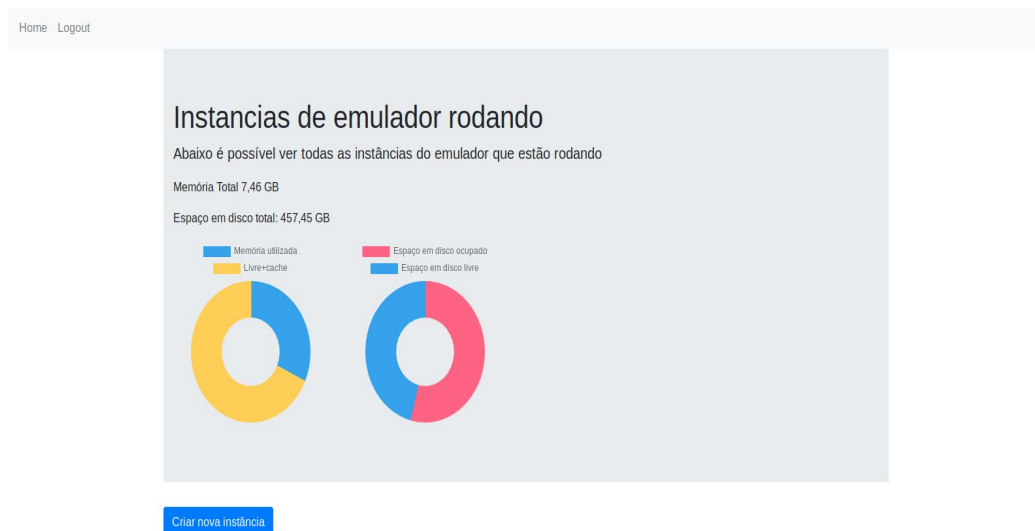 Home Logout
Instancias de emulador rodando
Abaixo é possível ver todas as instâncias do emulador que estão rodando
Memória Total 7,46 GB
Espaço em disco total: 457,45 GB
Memória utilizada
Livre+cache
Espaço em disco ocupado
Espaço em disco livre
Criar nova instância